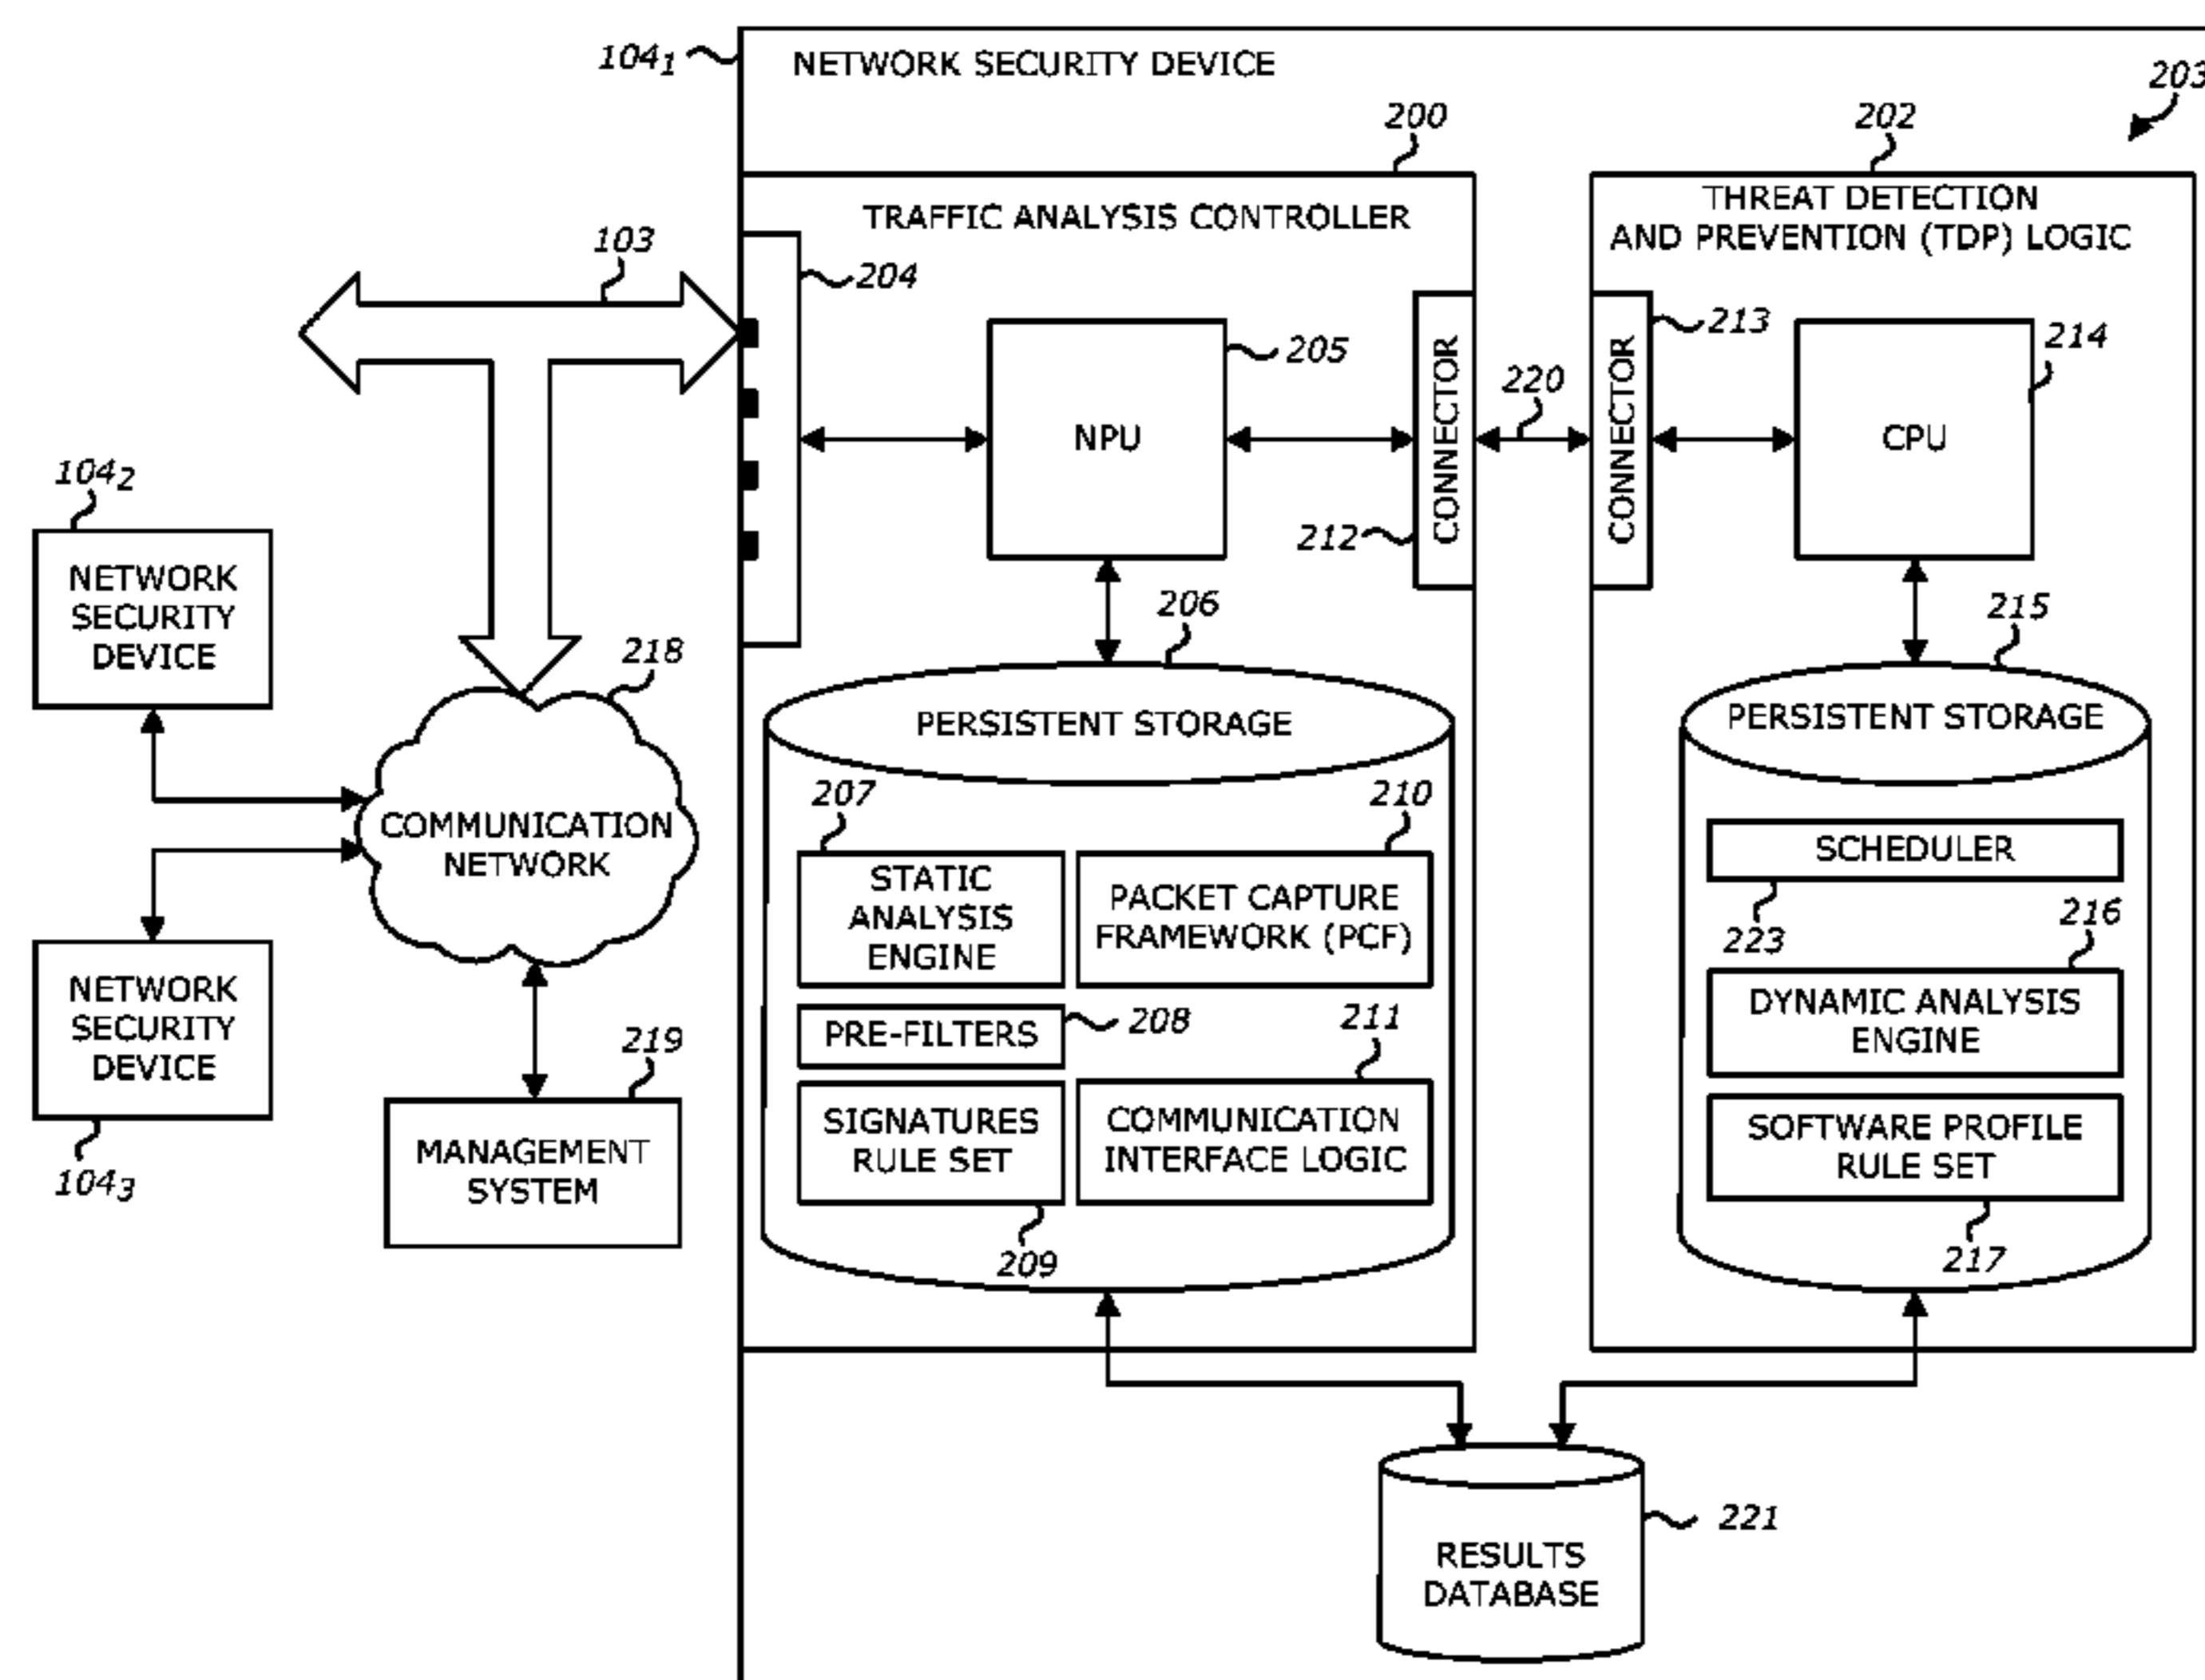 104₁
NETWORK SECURITY DEVICE
203
200
202
TRAFFIC ANALYSIS CONTROLLER
THREAT DETECTION
AND PREVENTION (TDP) LOGIC
103
204
205
NPU
CONNECTOR
212
220
CONNECTOR
213
214
CPU
104₂
NETWORK
SECURITY
DEVICE
218
COMMUNICATION
NETWORK
NETWORK
SECURITY
DEVICE
104₃
219
MANAGEMENT
SYSTEM
206
PERSISTENT STORAGE
207
210
STATIC
ANALYSIS
ENGINE
PACKET CAPTURE
FRAMEWORK (PCF)
PRE-FILTERS
208
211
SIGNATURES
RULE SET
COMMUNICATION
INTERFACE LOGIC
209
215
PERSISTENT STORAGE
SCHEDULER
223
216
DYNAMIC ANALYSIS
ENGINE
SOFTWARE PROFILE
RULE SET
217
221
RESULTS
DATABASE